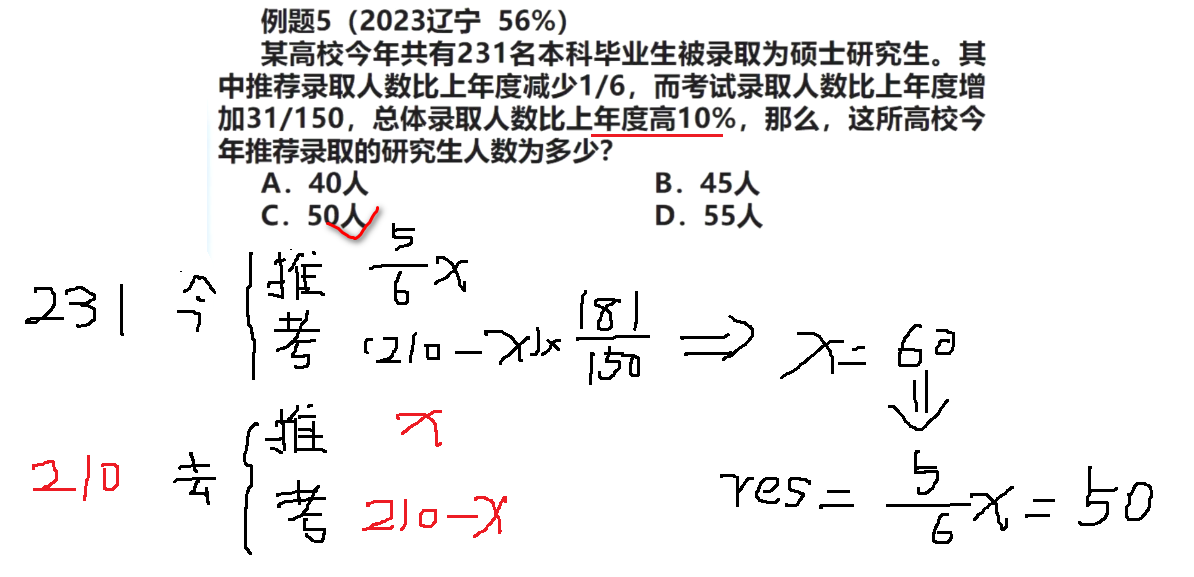 例题5（2023辽宁 56%）
某高校今年共有231名本科毕业生被录取为硕士研究生。其
中推荐录取人数比上年度减少1/6，而考试录取人数比上年度增
加31/150，总体录取人数比上年度高10%，那么，这所高校今
年推荐录取的研究生人数为多少？
A．40人 B．45人
C．50人 D．55人
231 今 { 推 5/6 x
考 (210-x)× 181/150 ⇒ x=60
⇓
210 去 { 推 x
考 210-x
res= 5/6 x=50